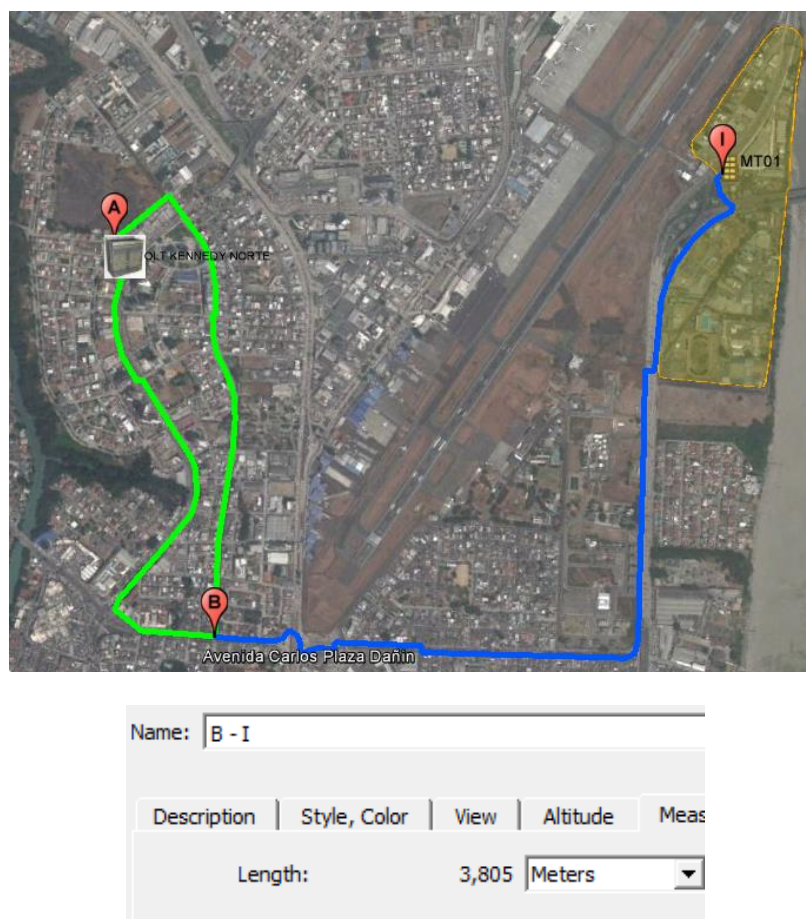 I
MT01
A
OLT KENNEDY NORTE
B
Avenida Carlos Plaza Dañin
Name: B - I
Description Style, Color View Altitude Meas
Length: 3,805 Meters